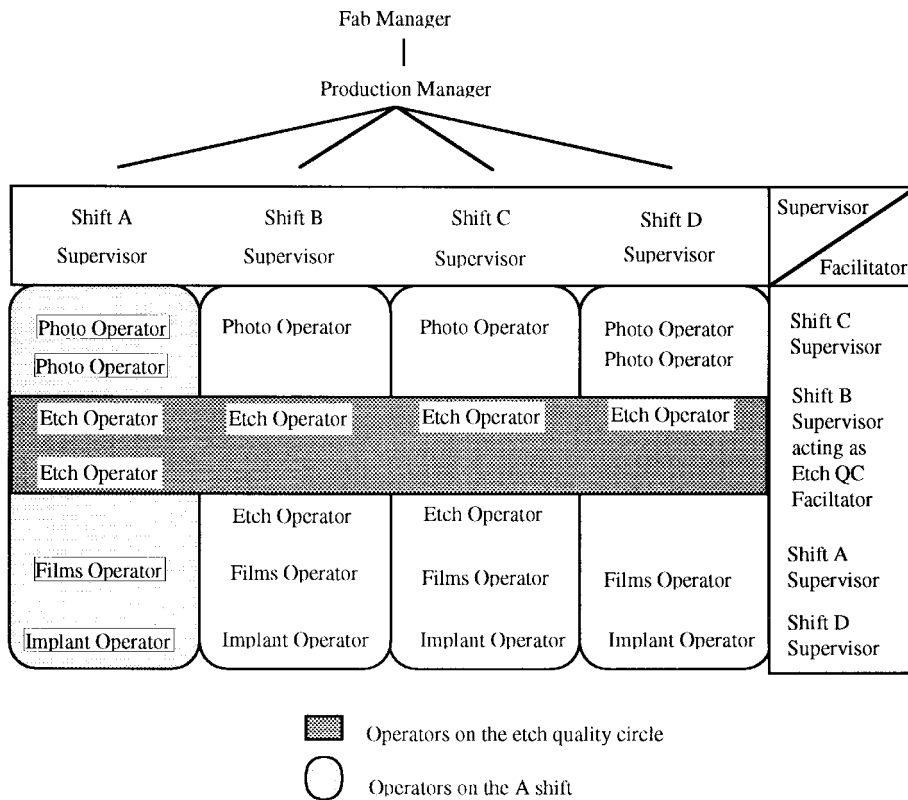 Fab Manager
Production Manager
Shift A Shift B Shift C Shift D Supervisor
Supervisor Supervisor Supervisor Supervisor
Facilitator
Photo Operator Photo Operator Photo Operator Photo Operator Shift C
Supervisor
Photo Operator Photo Operator
Etch Operator Etch Operator Etch Operator Etch Operator Shift B
Supervisor
acting as
Etch Operator Etch QC
Faciltator
Etch Operator Etch Operator
Films Operator Films Operator Films Operator Films Operator Shift A
Supervisor
Implant Operator Implant Operator Implant Operator Implant Operator Shift D
Supervisor
Operators on the etch quality circle
Operators on the A shift